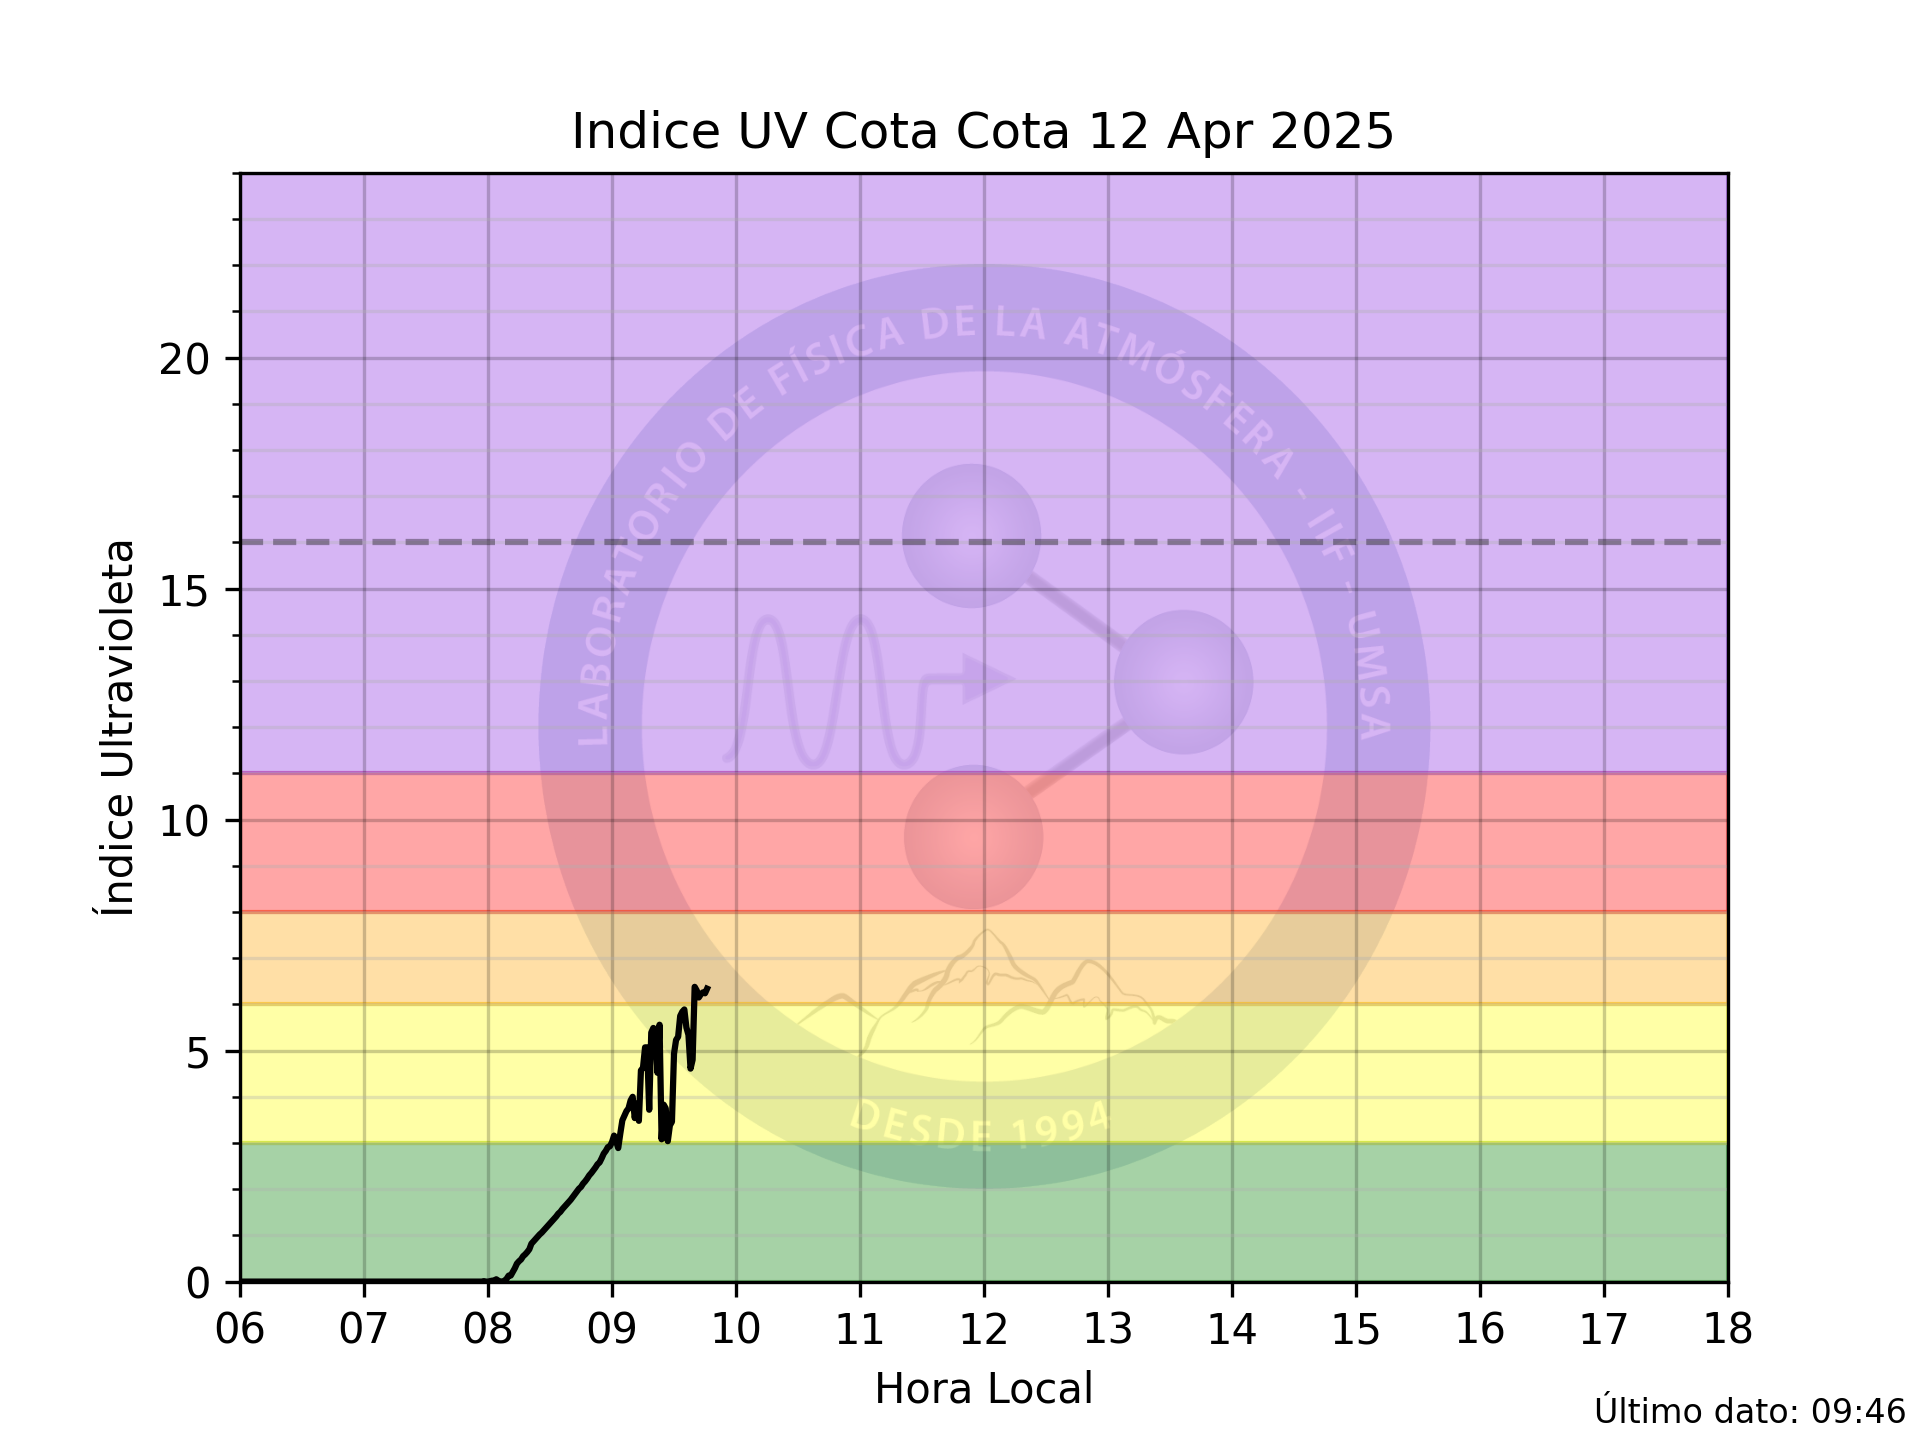 Indice UV Cota Cota 12 Apr 2025
Índice Ultravioleta
20
15
10
5
0
LABORATORIO DE FÍSICA DE LA ATMÓSFERA - IIF - UMSA
DESDE 1994
06 07 08 09 10 11 12 13 14 15 16 17 18
Hora Local
Último dato: 09:46